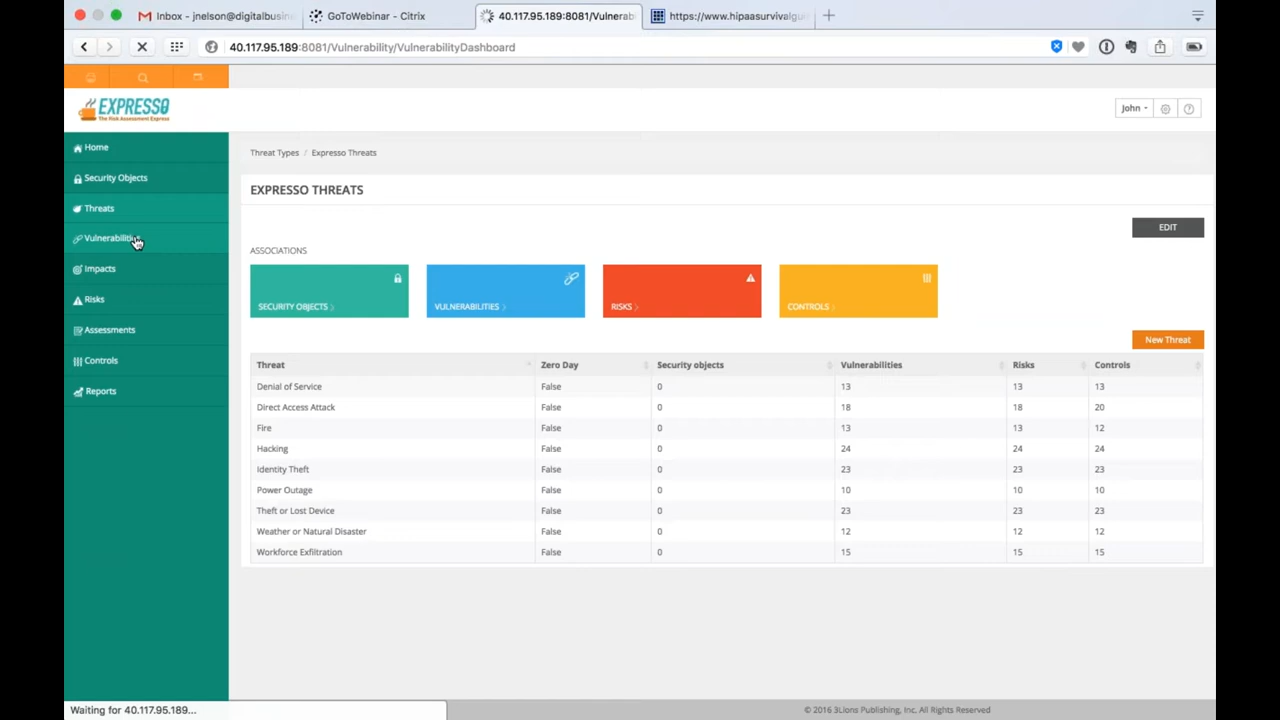 Inbox - jnelson@digitalbusine
GoToWebinar - Citrix
40.117.95.189:8081/Vulnerab
https://www.hipaasurvivalgu
40.117.95.189:8081/Vulnerability/VulnerabilityDashboard
EXPRESSO
The Risk Assessment Express
John
Home
Security Objects
Threats
Vulnerabiliti
Impacts
Risks
Assessments
Controls
Reports
Threat Types / Expresso Threats
EXPRESSO THREATS
EDIT
ASSOCIATIONS
SECURITY OBJECTS VULNERABILITIES RISKS CONTROLS
New Threat
Threat Zero Day Security objects Vulnerabilities Risks Controls
Denial of Service False 0 13 13 13
Direct Access Attack False 0 18 18 20
Fire False 0 13 13 12
Hacking False 0 24 24 24
Identity Theft False 0 23 23 23
Power Outage False 0 10 10 10
Theft or Lost Device False 0 23 23 23
Weather or Natural Disaster False 0 12 12 12
Workforce Exfiltration False 0 15 15 15
Waiting for 40.117.95.189...
© 2016 3Lions Publishing, Inc. All Rights Reserved